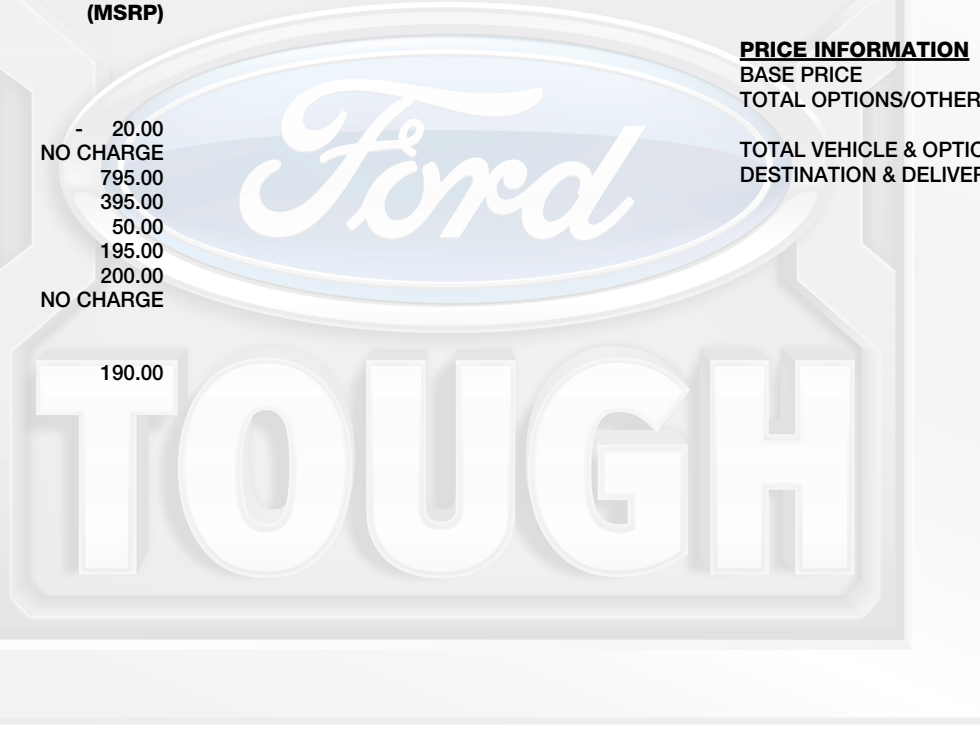 (MSRP)
- 20.00
NO CHARGE
795.00
395.00
50.00
195.00
200.00
NO CHARGE
190.00
PRICE INFORMATION
BASE PRICE
TOTAL OPTIONS/OTHER
TOTAL VEHICLE & OPTIO
DESTINATION & DELIVER
Ford
TOUGH